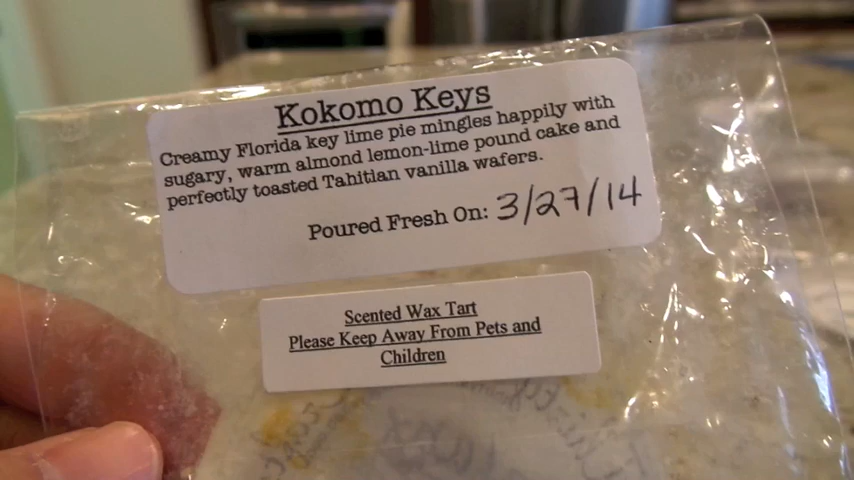 Kokomo Keys
Creamy Florida key lime pie mingles happily with
sugary, warm almond lemon-lime pound cake and
perfectly toasted Tahitian vanilla wafers.
Poured Fresh On: 3/27/14
Scented Wax Tart
Please Keep Away From Pets and
Children